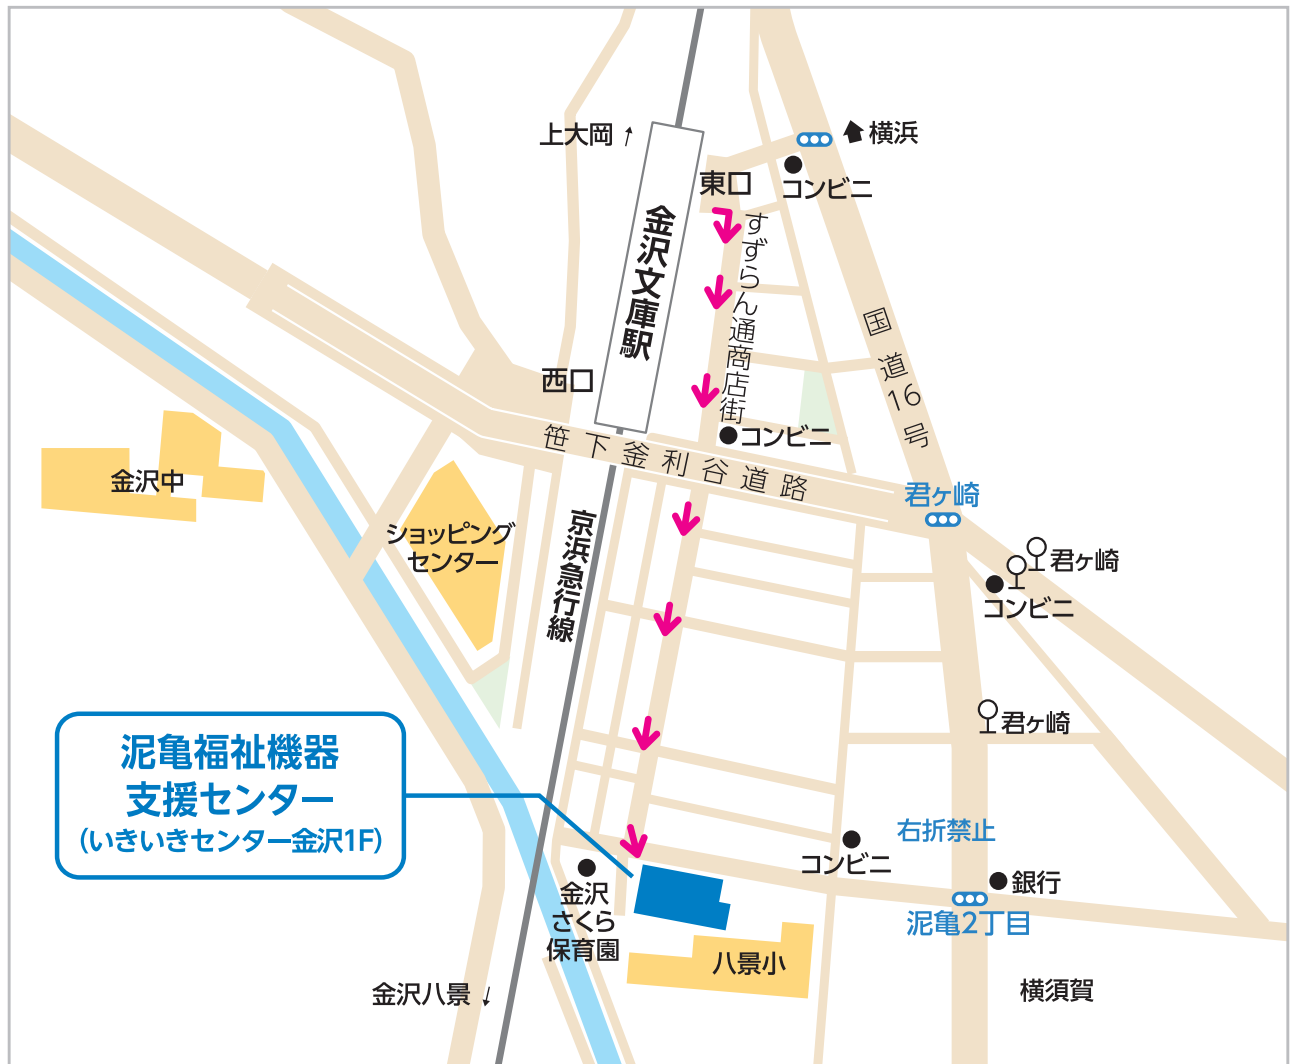 上大岡
横浜
コンビニ
東口
金沢文庫駅
すずらん通商店街
国道16号
西口
コンビニ
笹下釜利谷道路
君ヶ崎
金沢中
ショッピング
センター
京浜急行線
君ヶ崎
コンビニ
君ヶ崎
泥亀福祉機器
支援センター
(いきいきセンター金沢1F)
右折禁止
コンビニ
銀行
金沢
さくら
保育園
泥亀2丁目
八景小
金沢八景
横須賀